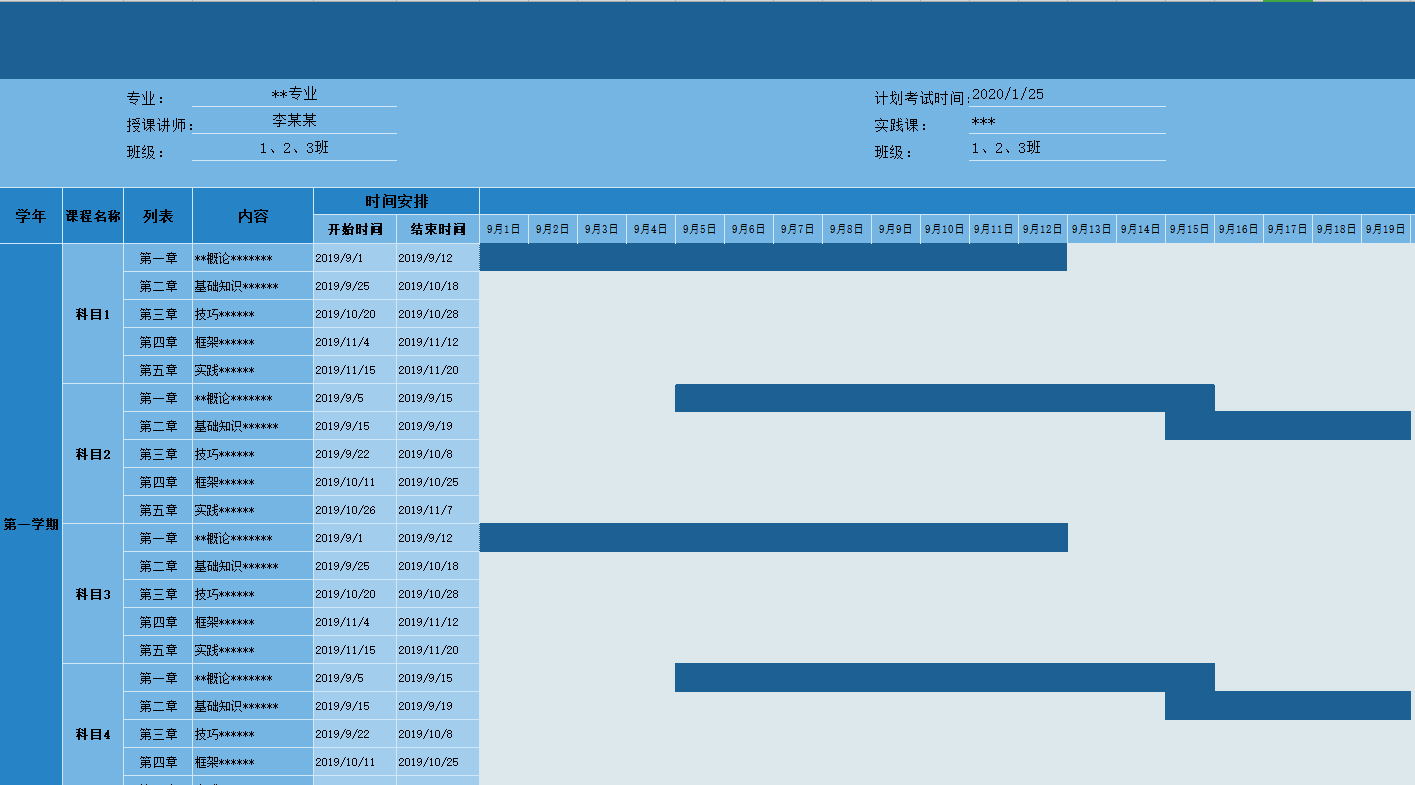 专业： **专业 计划考试时间: 2020/1/25
授课讲师: 李某某 实践课： ***
班级： 1、2、3班 班级： 1、2、3班
学年 课程名称 列表 内容 时间安排
开始时间 结束时间 9月1日 9月2日 9月3日 9月4日 9月5日 9月6日 9月7日 9月8日 9月9日 9月10日 9月11日 9月12日 9月13日 9月14日 9月15日 9月16日 9月17日 9月18日 9月19日
第一章 **概论******* 2019/9/1 2019/9/12
第二章 基础知识****** 2019/9/25 2019/10/18
科目1 第三章 技巧****** 2019/10/20 2019/10/28
第四章 框架****** 2019/11/4 2019/11/12
第五章 实践****** 2019/11/15 2019/11/20
第一章 **概论******* 2019/9/5 2019/9/15
第二章 基础知识****** 2019/9/15 2019/9/19
科目2 第三章 技巧****** 2019/9/22 2019/10/8
第四章 框架****** 2019/10/11 2019/10/25
第五章 实践****** 2019/10/26 2019/11/7
第一学期
第一章 **概论******* 2019/9/1 2019/9/12
第二章 基础知识****** 2019/9/25 2019/10/18
科目3 第三章 技巧****** 2019/10/20 2019/10/28
第四章 框架****** 2019/11/4 2019/11/12
第五章 实践****** 2019/11/15 2019/11/20
第一章 **概论******* 2019/9/5 2019/9/15
第二章 基础知识****** 2019/9/15 2019/9/19
科目4 第三章 技巧****** 2019/9/22 2019/10/8
第四章 框架****** 2019/10/11 2019/10/25